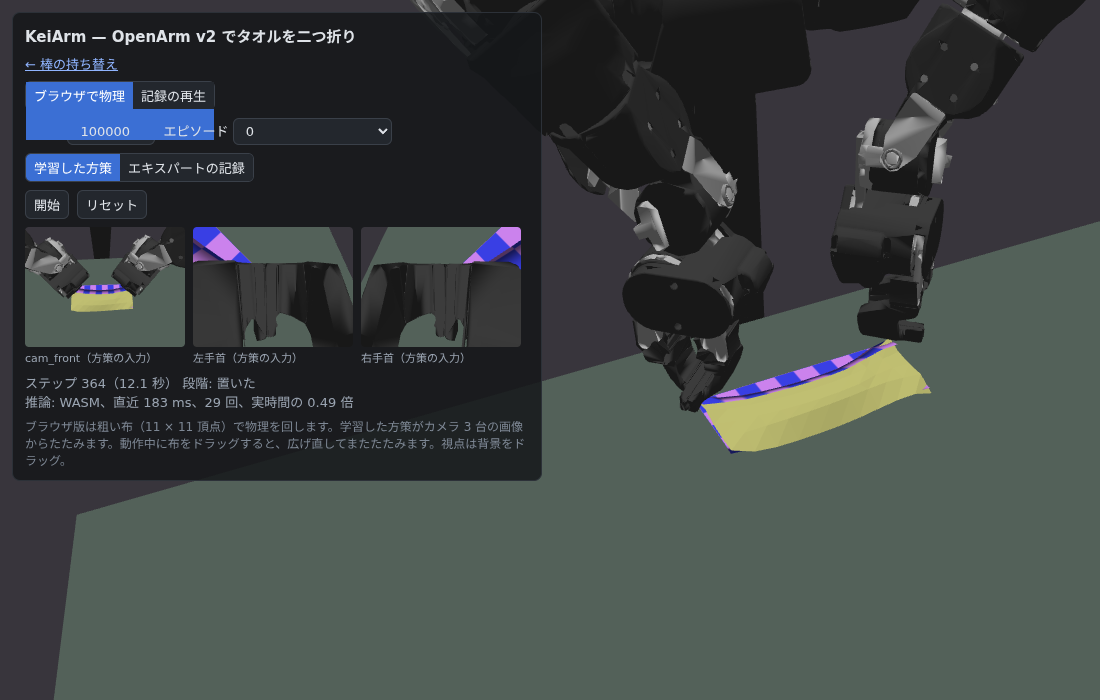 KeiArm — OpenArm v2 でタオルを二つ折り
← 棒の持ち替え
ブラウザで物理 記録の再生
100000 エピソード 0
学習した方策 エキスパートの記録
開始 リセット
cam_front（方策の入力） 左手首（方策の入力） 右手首（方策の入力）
ステップ 364（12.1 秒） 段階: 置いた
推論: WASM、直近 183 ms、29 回、実時間の 0.49 倍
ブラウザ版は粗い布（11 × 11 頂点）で物理を回します。学習した方策がカメラ 3 台の画像
からたたみます。動作中に布をドラッグすると、広げ直してまたたたみます。視点は背景をド
ラッグ。